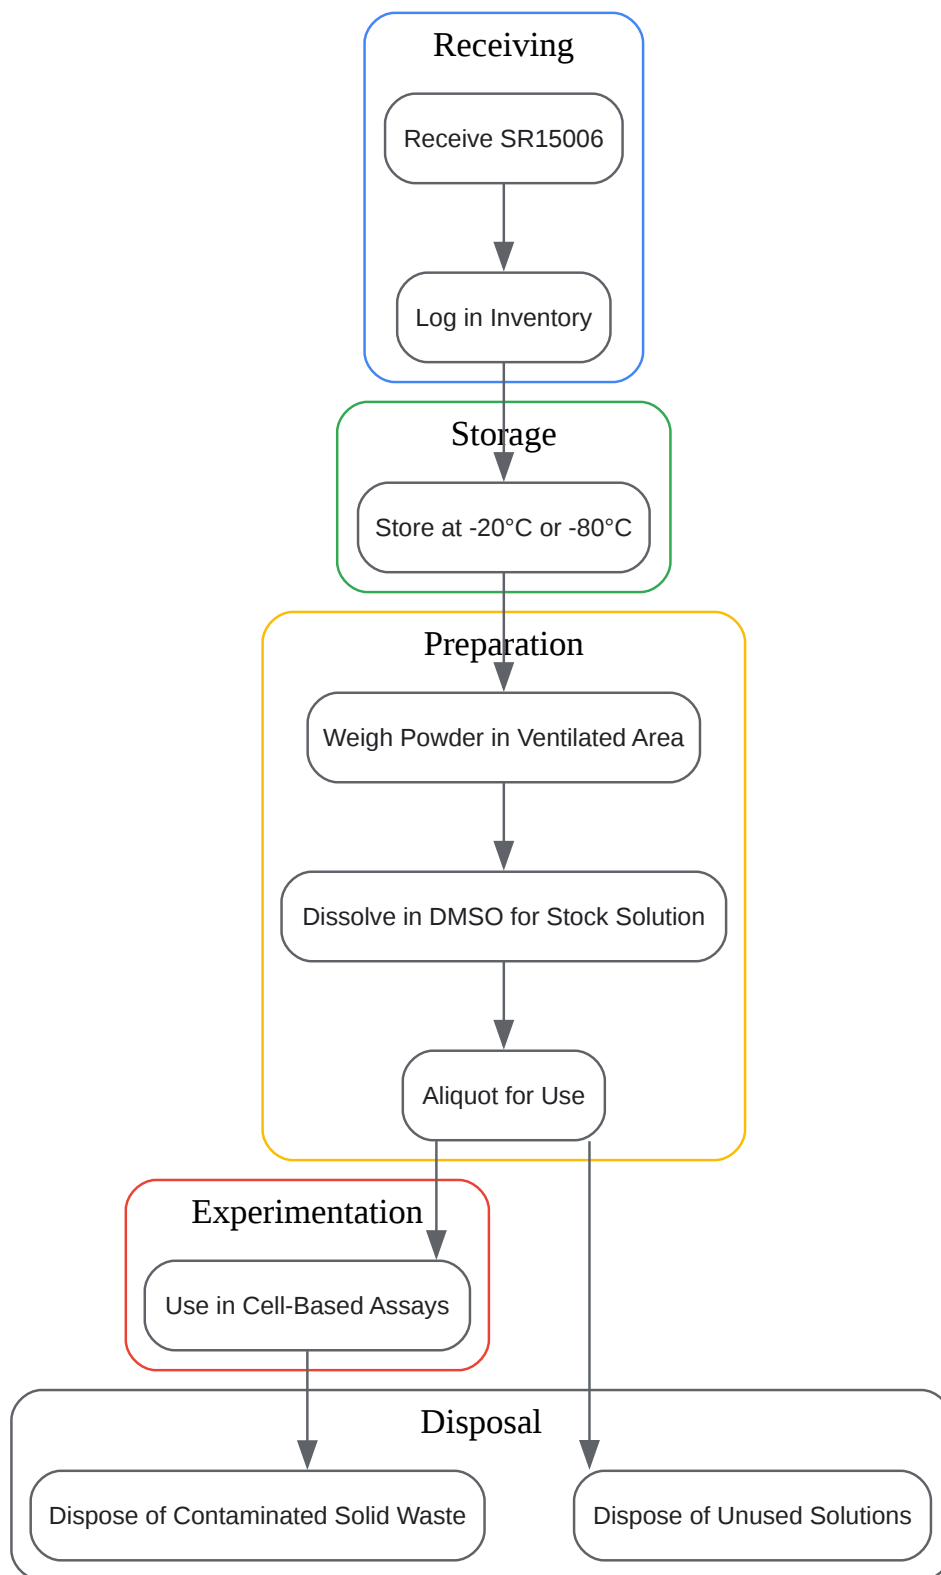 Receiving
Receive SR15006
Log in Inventory
Storage
Store at -20°C or -80°C
Preparation
Weigh Powder in Ventilated Area
Dissolve in DMSO for Stock Solution
Aliquot for Use
Experimentation
Use in Cell-Based Assays
Disposal
Dispose of Contaminated Solid Waste
Dispose of Unused Solutions